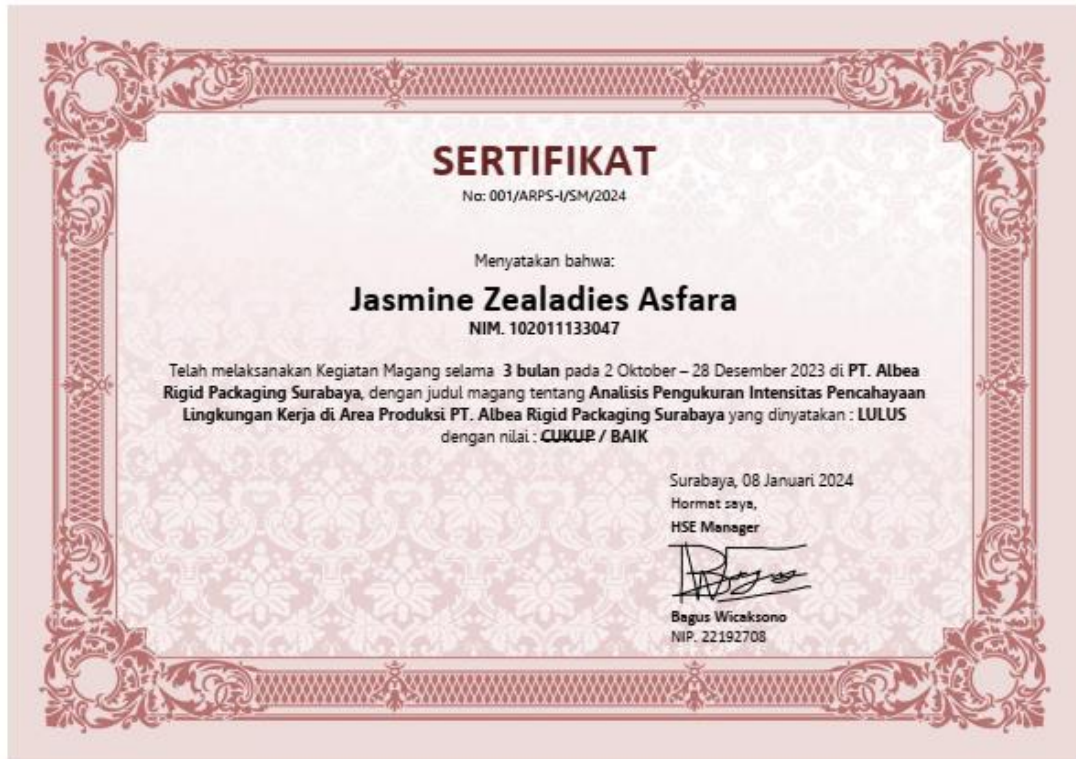 SERTIFIKAT
No: 001/ARPS-I/SM/2024
Menyatakan bahwa:
Jasmine Zealadies Asfara
NIM. 102011133047
Telah melaksanakan Kegiatan Magang selama 3 bulan pada 2 Oktober – 28 Desember 2023 di PT. Albea
Rigid Packaging Surabaya, dengan judul magang tentang Analisis Pengukuran Intensitas Pencahayaan
Lingkungan Kerja di Area Produksi PT. Albea Rigid Packaging Surabaya yang dinyatakan : LULUS
dengan nilai : CUKUP / BAIK
Surabaya, 08 Januari 2024
Hormat saya,
HSE Manager
Bagus Wicaksono
NIP. 22192708